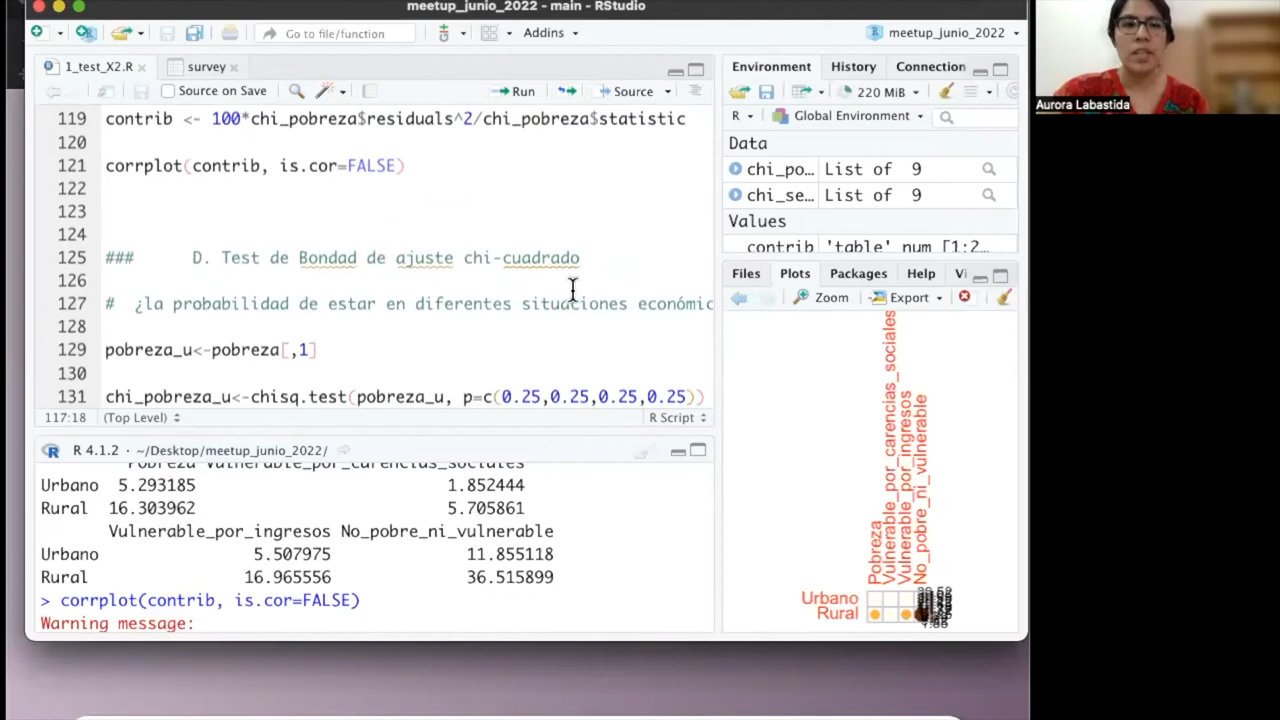 meetup_junio_2022 - main - RStudio
Go to file/function
Addins
meetup_junio_2022
1_test_X2.R
survey
Source on Save
Run
Source
119 contrib <- 100*chi_pobreza$residuals^2/chi_pobreza$statistic
120
121 corrplot(contrib, is.cor=FALSE)
122
123
124
125 ### D. Test de Bondad de ajuste chi-cuadrado
126
127 # ¿la probabilidad de estar en diferentes situaciones económic
128
129 pobreza_u<-pobreza[,1]
130
131 chi_pobreza_u<-chisq.test(pobreza_u, p=c(0.25,0.25,0.25,0.25))
117:18 (Top Level) R Script
R 4.1.2 · ~/Desktop/meetup_junio_2022/
Pobreza Vulnerable_por_carencias_sociales
Urbano 5.293185 1.852444
Rural 16.303962 5.705861
Vulnerable_por_ingresos No_pobre_ni_vulnerable
Urbano 5.507975 11.855118
Rural 16.965556 36.515899
> corrplot(contrib, is.cor=FALSE)
Warning message:
Environment History Connection
220 MiB
R Global Environment
Data
chi_po… List of 9
chi_se… List of 9
Values
contrib 'table' num [1:2…
Files Plots Packages Help Vi
Zoom Export
Pobreza
Vulnerable_por_carencias_sociales
Vulnerable_por_ingresos
No_pobre_ni_vulnerable
Urbano
Rural
Aurora Labastida